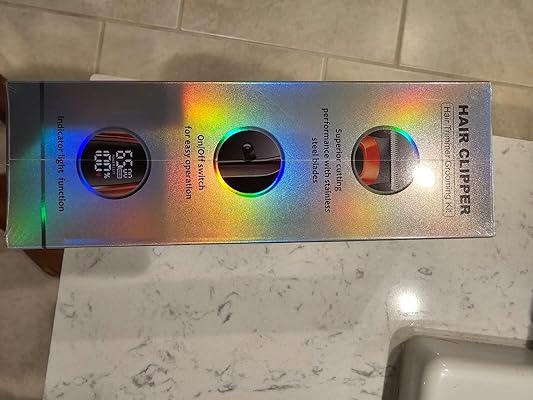 HAIR CLIPPER
Hair Trimmer Grooming Kit
Superior cutting
performance with stainless
steel blades
On/Off switch
for easy operation
100%
Indicator light function